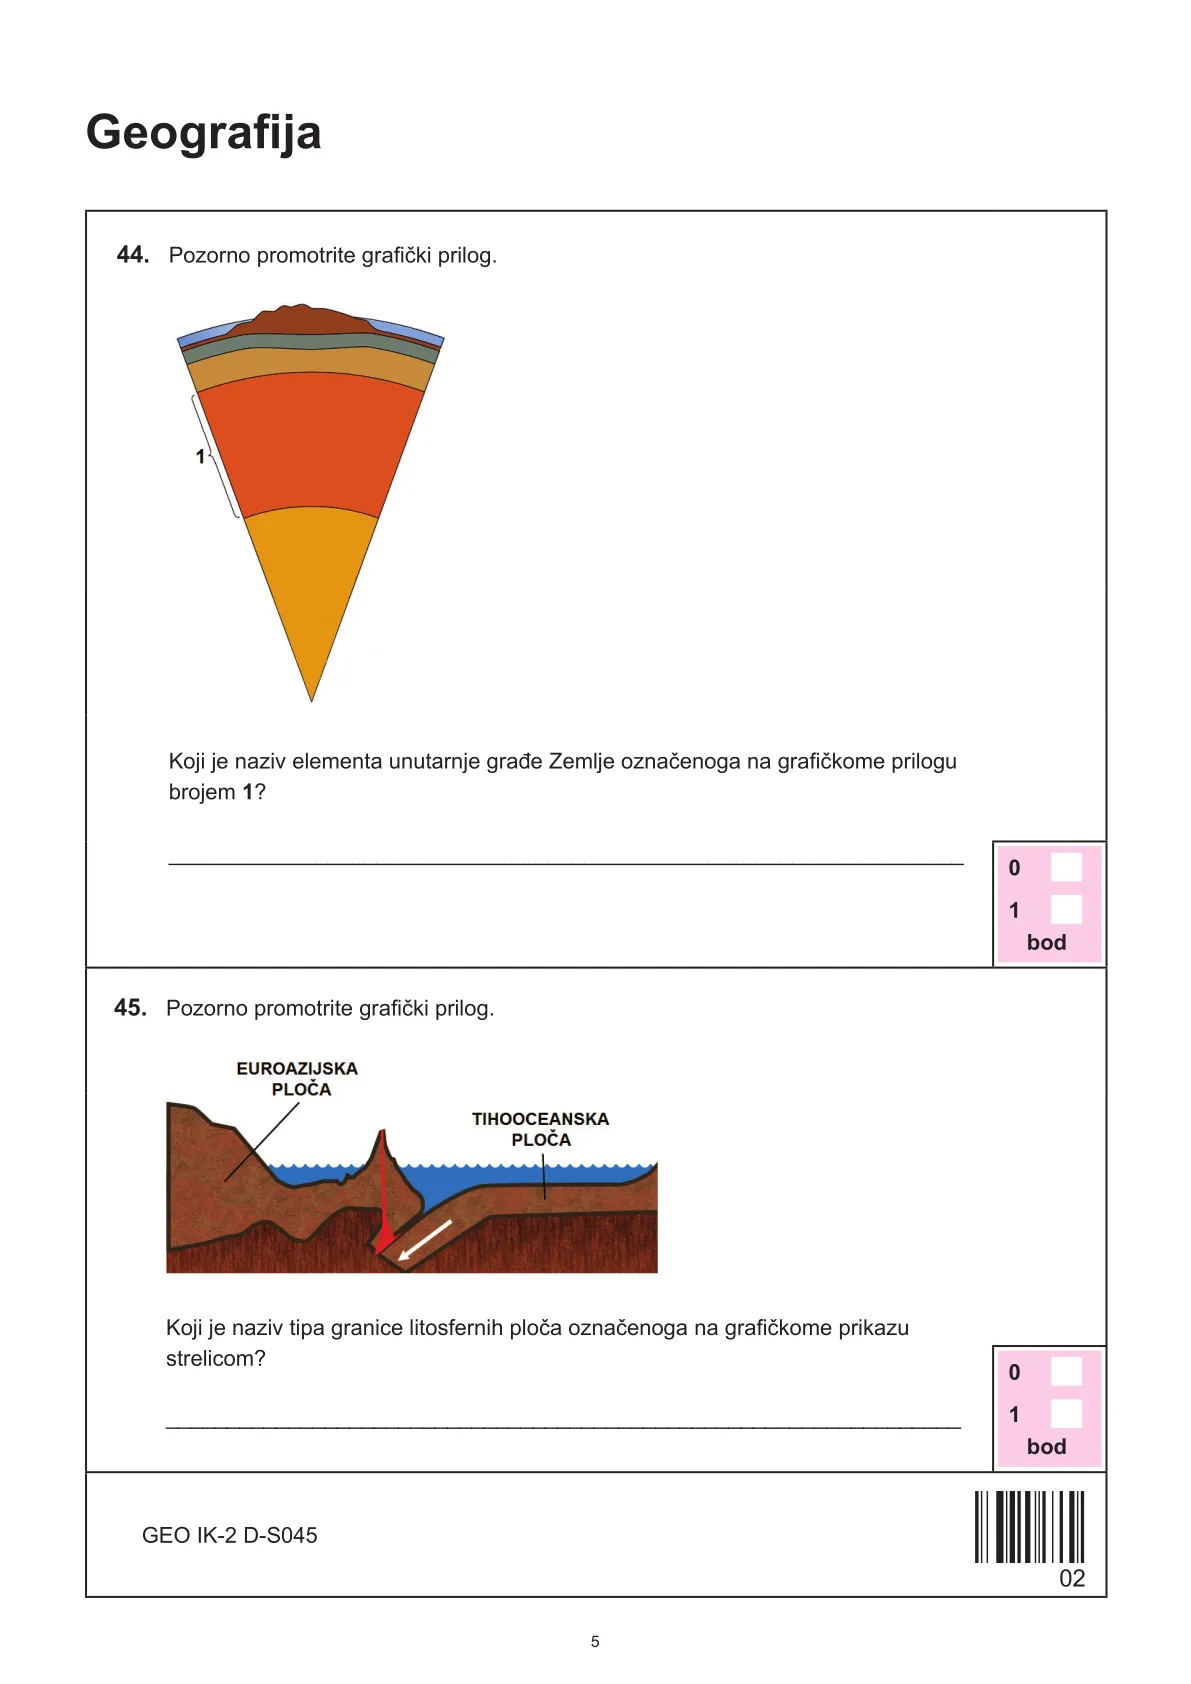 Geografija
44. Pozorno promotrite grafički prilog.
1
Koji je naziv elementa unutarnje građe Zemlje označenoga na grafičkome prilogu
brojem 1?
0
1
bod
45. Pozorno promotrite grafički prilog.
EUROAZIJSKA
PLOČA
TIHOOCEANSKA
PLOČA
Koji je naziv tipa granice litosfernih ploča označenoga na grafičkome prikazu
strelicom?
0
1
bod
GEO IK-2 D-S045
02
5